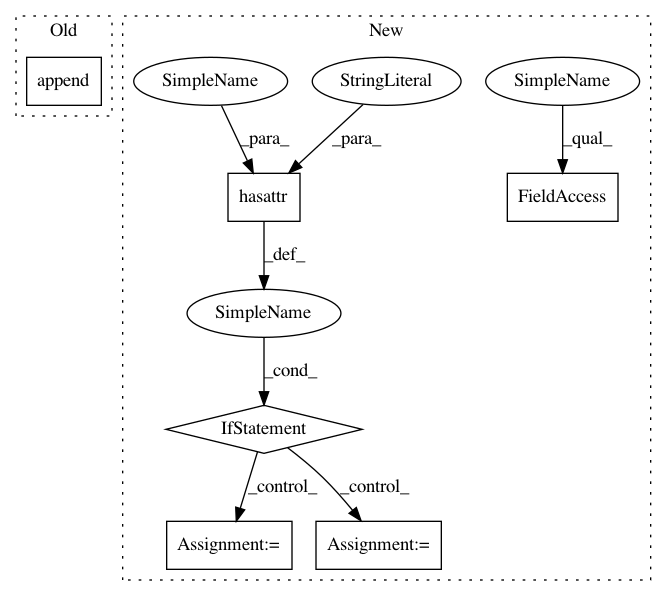 Old
New
append
SimpleName
StringLiteral
SimpleName
_para_
_para_
_qual_
hasattr
FieldAccess
_def_
SimpleName
_cond_
IfStatement
_control_
_control_
Assignment:=
Assignment:=